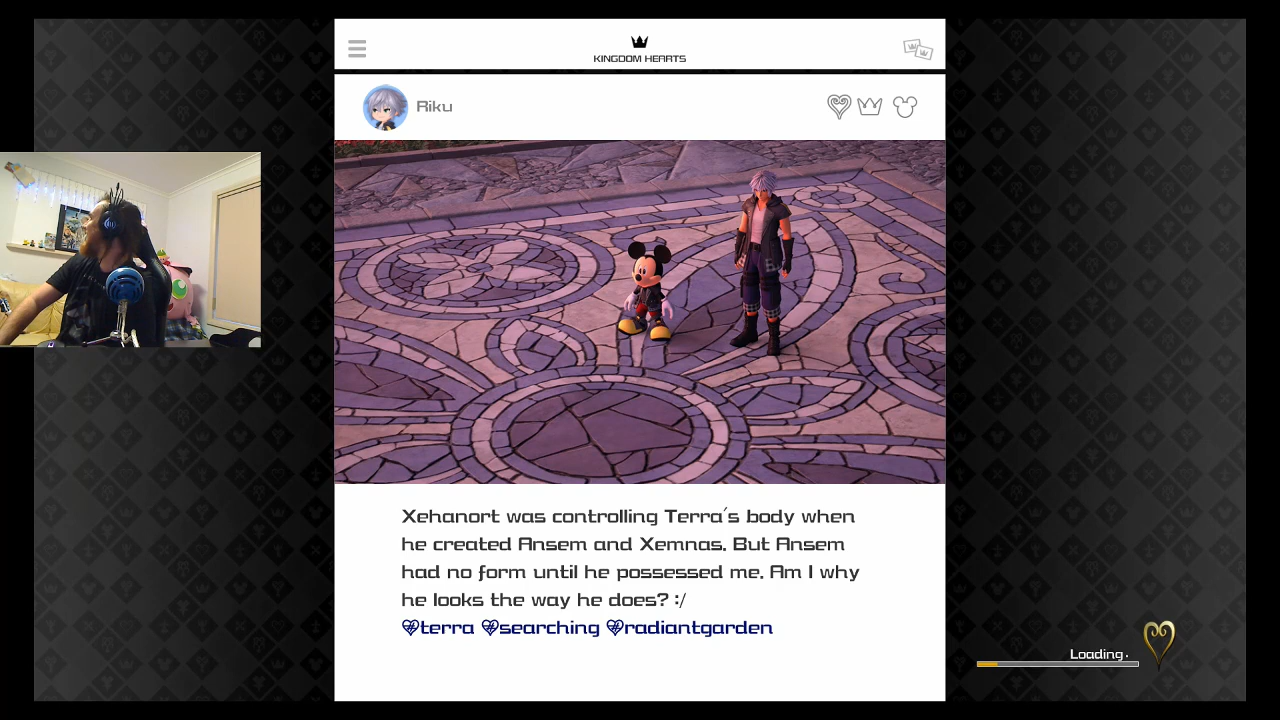 KINGDOM HEARTS
Riku
Xehanort was controlling Terra's body when
he created Ansem and Xemnas. But Ansem
had no form until he possessed me. Am I why
he looks the way he does? :/
#terra #searching #radiantgarden
Loading.